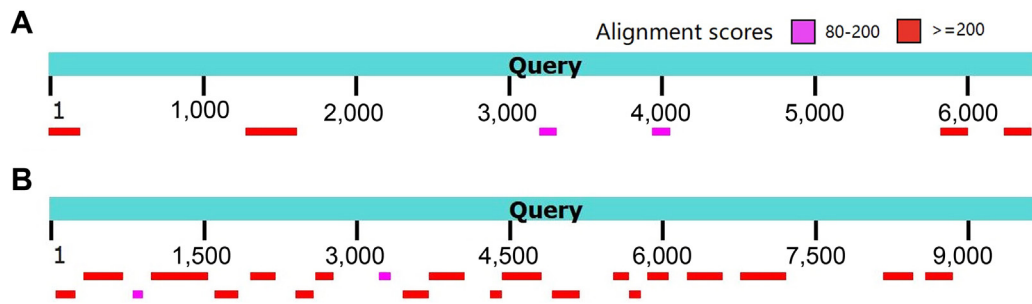 A
Alignment scores 80-200 >=200
Query
1 1,000 2,000 3,000 4,000 5,000 6,000
B
Query
1 1,500 3,000 4,500 6,000 7,500 9,000